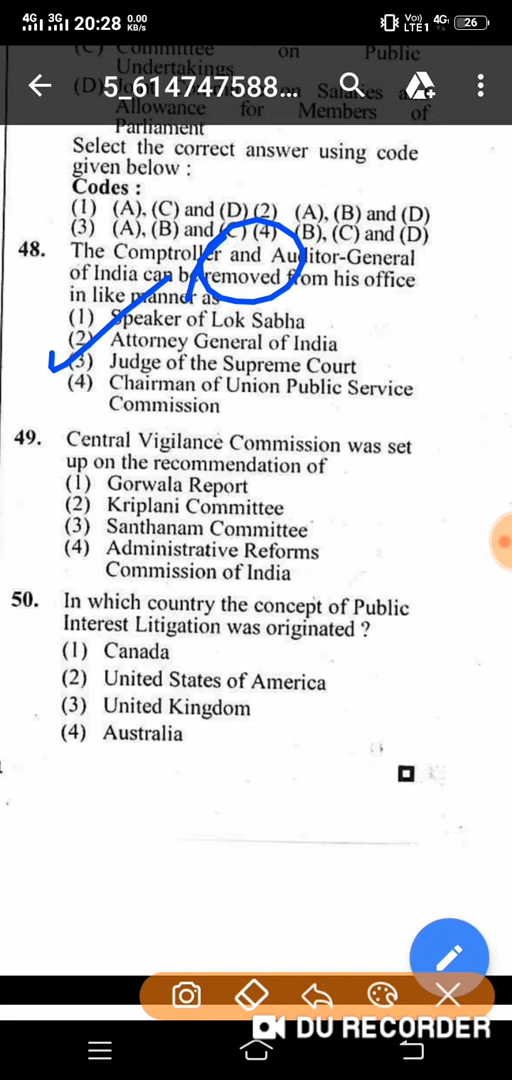 4G 3G 20:28 0.00 KB/s Vo)) LTE1 4G 26
(C) Committee on Public
Undertakings
5_614747588...
(D) on Salaries
Allowance for Members of
Parliament
Select the correct answer using code
given below :
Codes :
(1) (A), (C) and (D) (2) (A), (B) and (D)
(3) (A), (B) and (C) (4) (B), (C) and (D)
48. The Comptroller and Auditor-General
of India can be removed from his office
in like manner as
(1) Speaker of Lok Sabha
(2) Attorney General of India
(3) Judge of the Supreme Court
(4) Chairman of Union Public Service
Commission
49. Central Vigilance Commission was set
up on the recommendation of
(1) Gorwala Report
(2) Kriplani Committee
(3) Santhanam Committee
(4) Administrative Reforms
Commission of India
50. In which country the concept of Public
Interest Litigation was originated ?
(1) Canada
(2) United States of America
(3) United Kingdom
(4) Australia
DU RECORDER